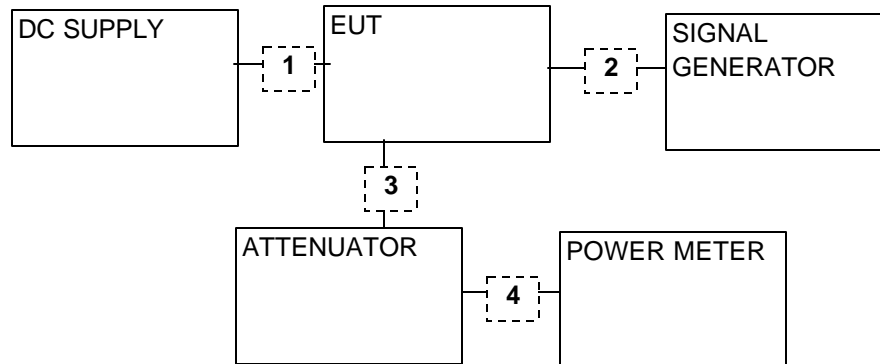 DC SUPPLY
1
EUT
2
SIGNAL
GENERATOR
3
ATTENUATOR
4
POWER METER